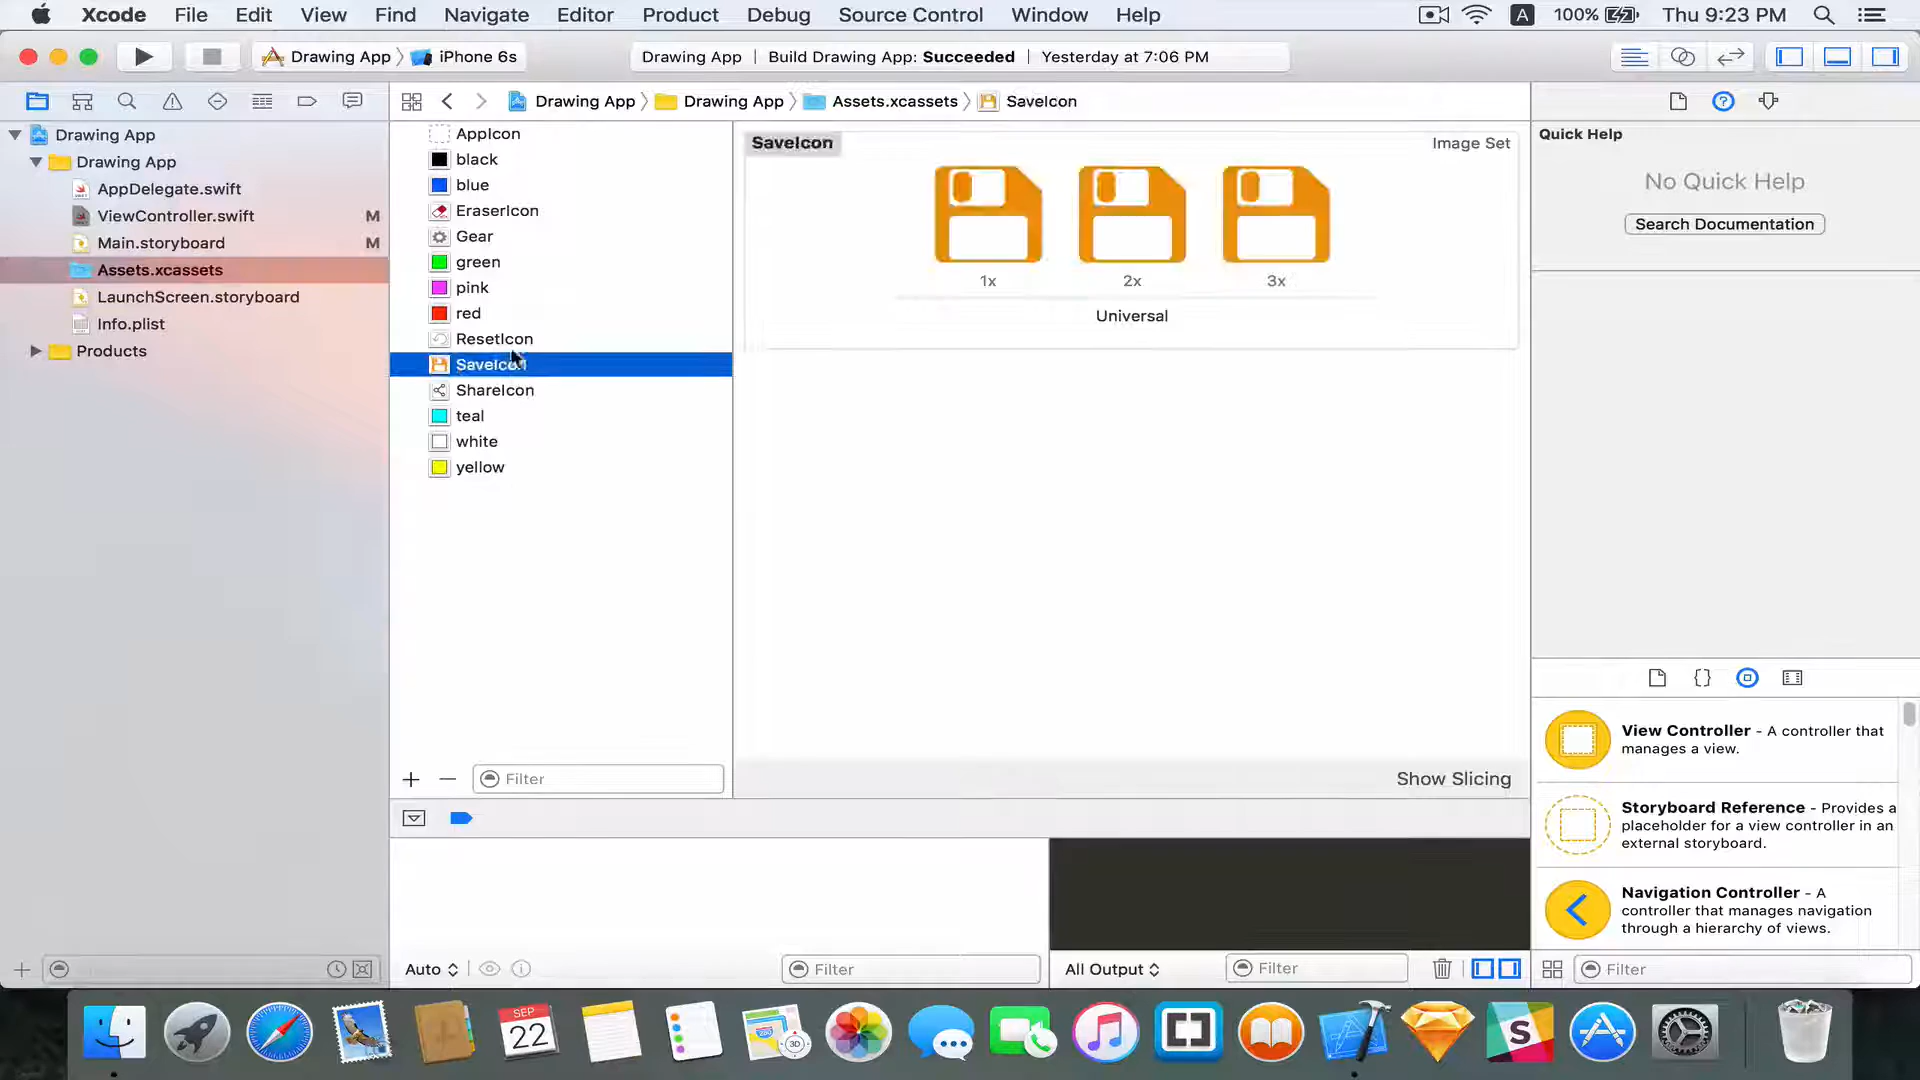 Xcode File Edit View Find Navigate Editor Product Debug Source Control Window Help
A 100% Thu 9:23 PM
Drawing App iPhone 6s
Drawing App | Build Drawing App: Succeeded | Yesterday at 7:06 PM
Drawing App Drawing App Assets.xcassets SaveIcon
Drawing App
Drawing App
AppDelegate.swift
ViewController.swift M
Main.storyboard M
Assets.xcassets
LaunchScreen.storyboard
Info.plist
Products
AppIcon
black
blue
EraserIcon
Gear
green
pink
red
ResetIcon
SaveIcon
ShareIcon
teal
white
yellow
Filter
SaveIcon Image Set
1x 2x 3x
Universal
Show Slicing
Quick Help
No Quick Help
Search Documentation
View Controller - A controller that
manages a view.
Storyboard Reference - Provides a
placeholder for a view controller in an
external storyboard.
Navigation Controller - A
controller that manages navigation
through a hierarchy of views.
Auto Filter All Output Filter Filter
SEP
22
3D
S